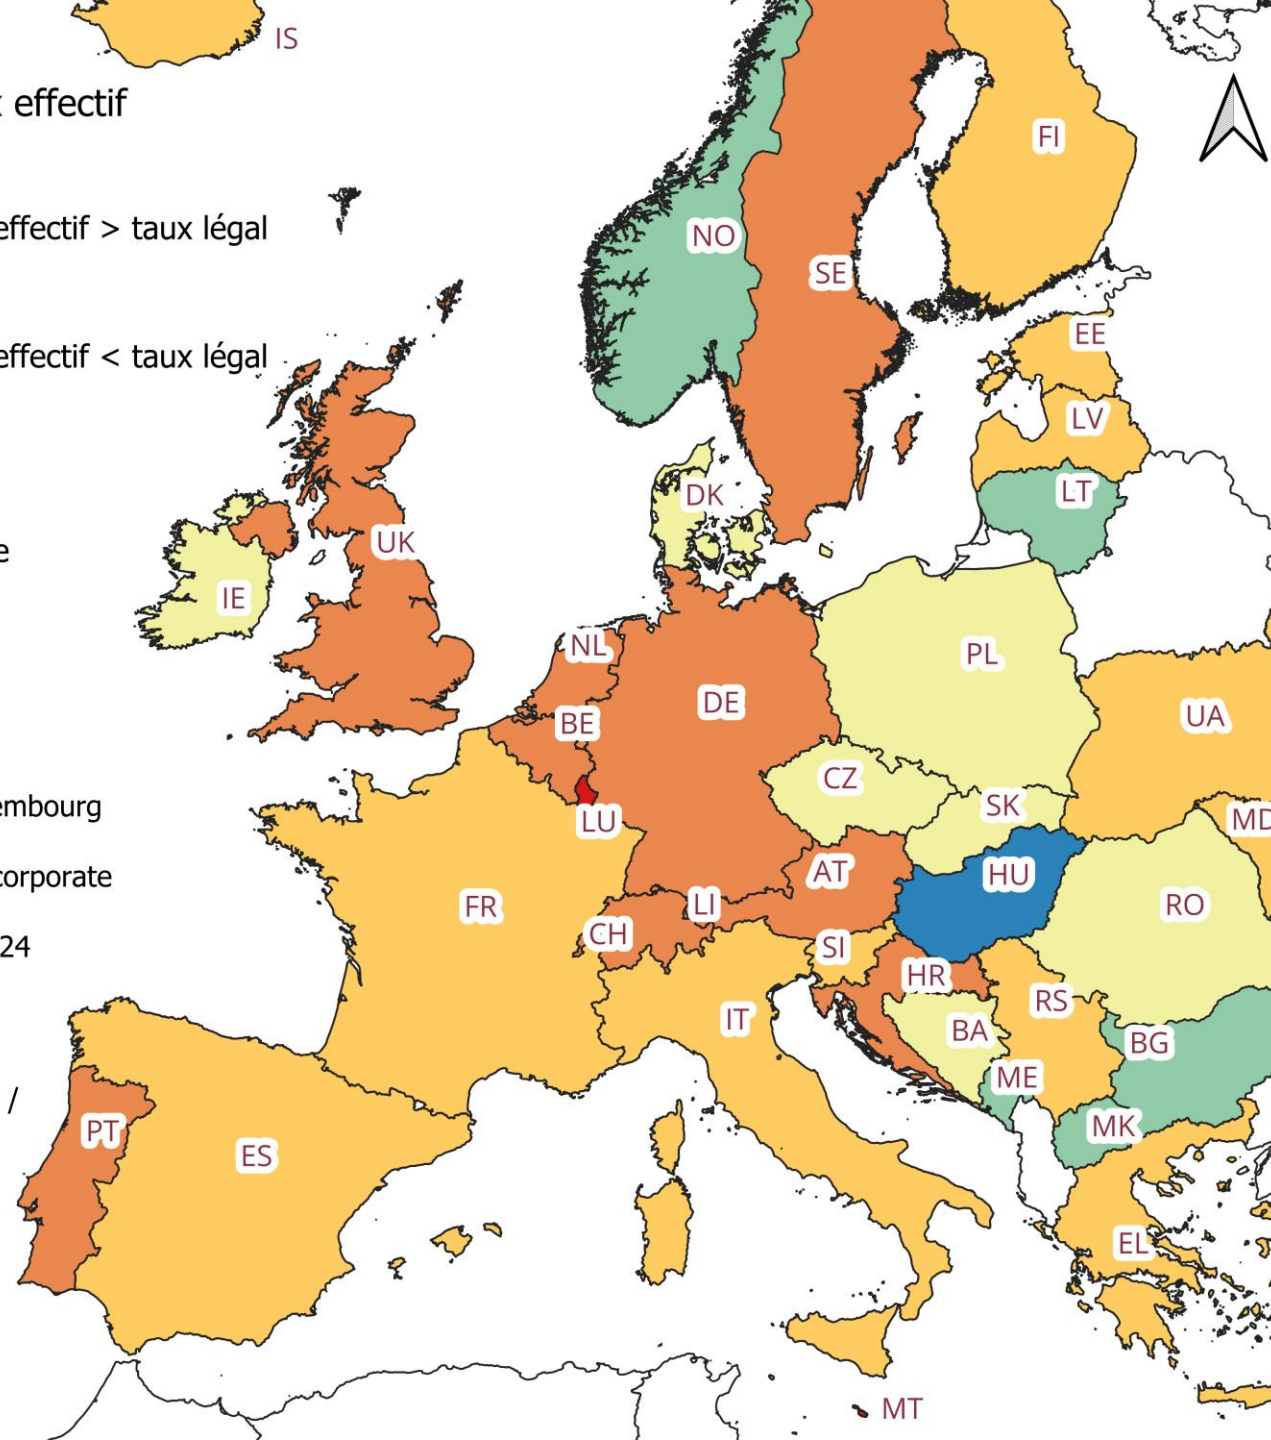 IS
x effectif
effectif > taux légal
effectif < taux légal
e
embourg
corporate
24
/
NO
SE
FI
EE
LV
LT
DK
UK
IE
NL
DE
PL
BE
UA
CZ
SK
MD
LU
AT
HU
FR
LI
RO
CH
SI
HR
RS
IT
BA
BG
ME
PT
MK
ES
EL
MT